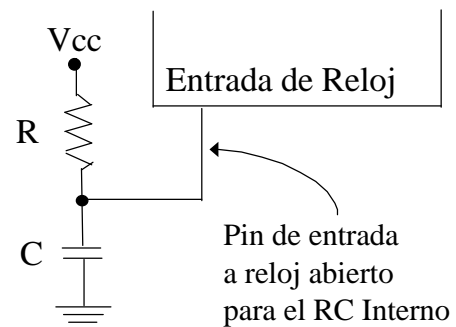 Vcc
Entrada de Reloj
R
C
Pin de entrada
a reloj abierto
para el RC Interno